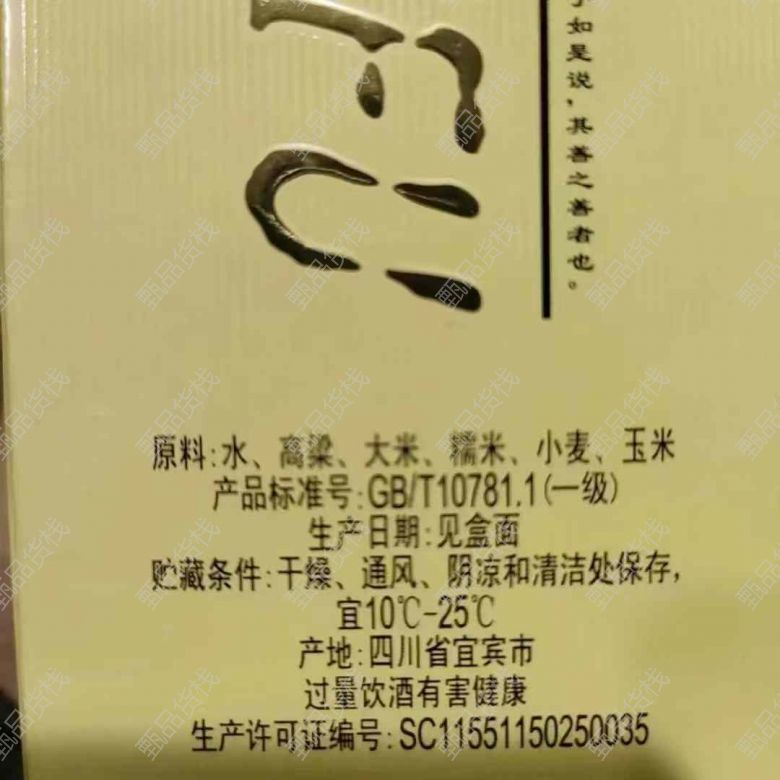 如是说，其善之善者也。
原料:水、高粱、大米、糯米、小麦、玉米
产品标准号:GB/T10781.1(一级)
生产日期:见盒面
贮藏条件:干燥、通风、阴凉和清洁处保存，
宜10℃-25℃
产地:四川省宜宾市
过量饮酒有害健康
生产许可证编号:SC11551150250035
甄品货栈